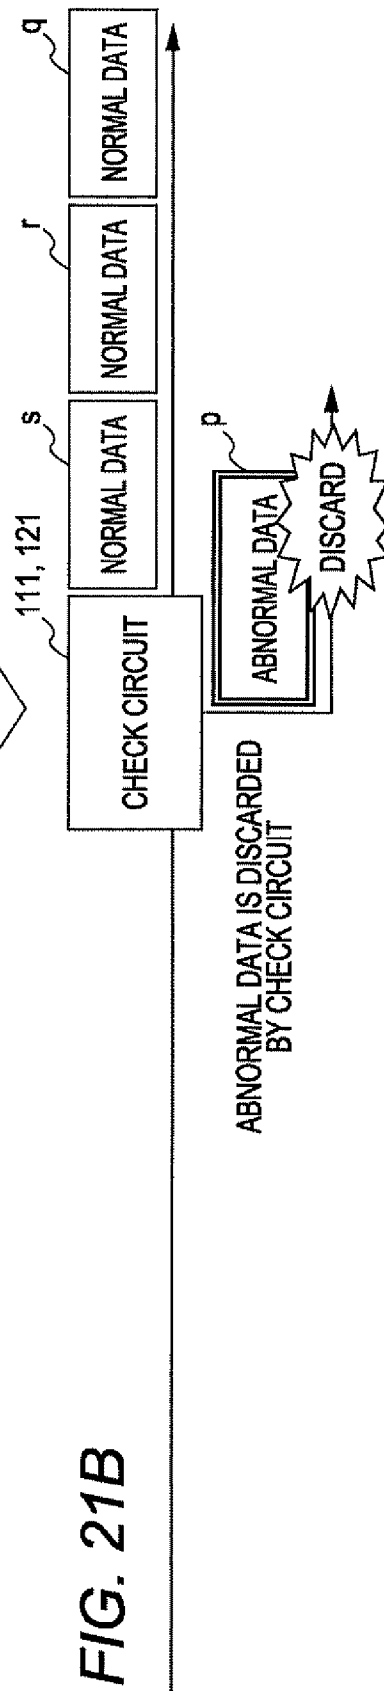 FIG. 21B
111, 121
s
r
q
CHECK CIRCUIT
NORMAL DATA
NORMAL DATA
NORMAL DATA
p
ABNORMAL DATA
DISCARD
ABNORMAL DATA IS DISCARDED
BY CHECK CIRCUIT